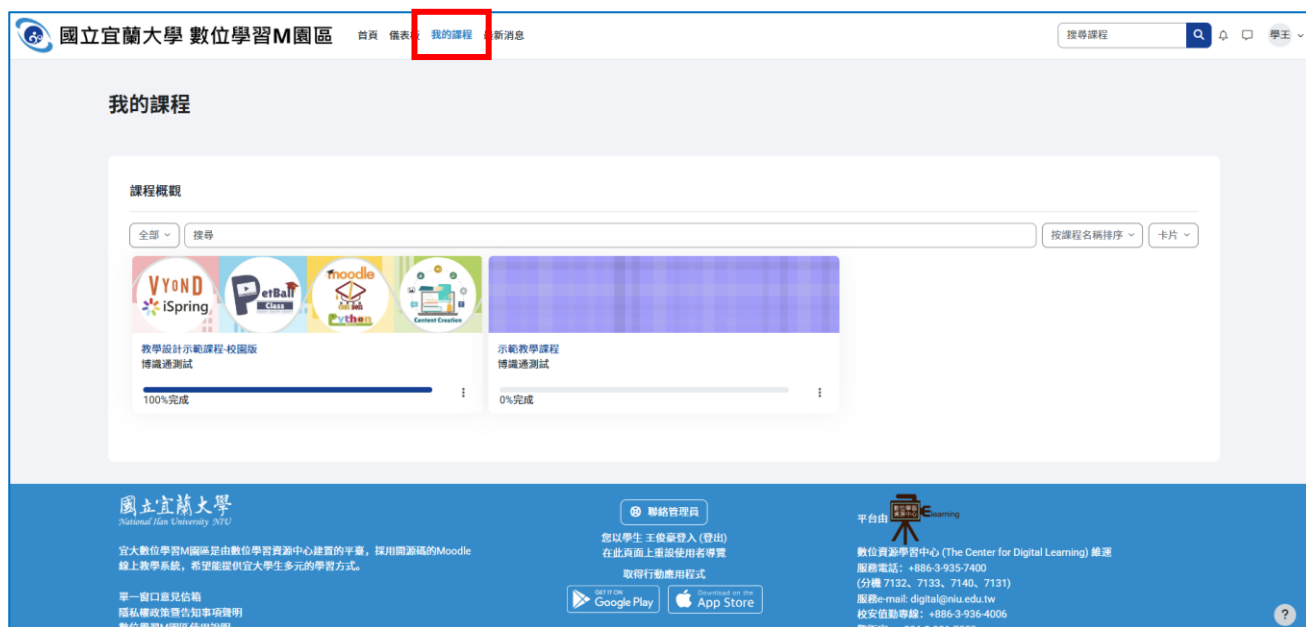 國立宜蘭大學 數位學習M園區
首頁 儀表 我的課程 新消息
搜尋課程
學王
我的課程
課程概觀
全部
搜尋
按課程名稱排序
卡片
VYOND
iSpring
PetBall
Class
moodle
Python
Content Creation
教學設計示範課程-校園版
博識通測試
100%完成
示範教學課程
博識通測試
0%完成
國立宜蘭大學
National Ilan University NIU
宜大數位學習M園區是由數位學習資源中心建置的平臺，採用開源碼的Moodle
線上教學系統，希望能提供宜大學生多元的學習方式。
單一窗口意見信箱
隱私權政策暨告知事項聲明
數位學習M園區使用說明
聯絡管理員
您以學生 王俊豪登入 (登出)
在此頁面上重設使用者導覽
取得行動應用程式
GET IT ON
Google Play
Download on the
App Store
平台由
Elearning
數位資源學習中心 (The Center for Digital Learning) 維運
服務電話：+886-3-935-7400
(分機 7132、7133、7140、7131)
服務e-mail: digital@niu.edu.tw
校安值勤專線：+886-3-936-4006
?